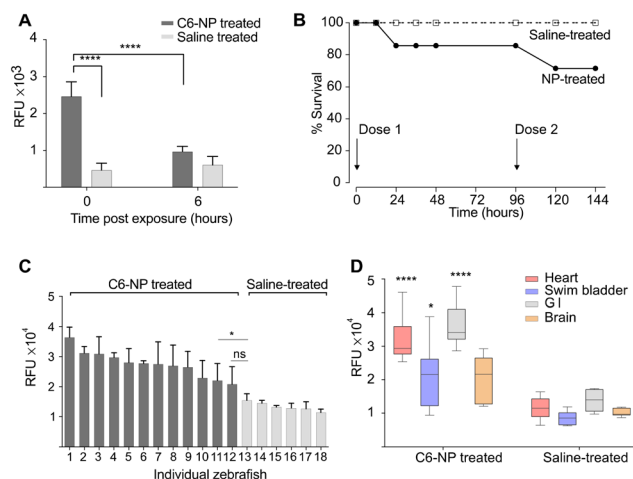 A
C6-NP treated
Saline treated
****
****
RFU ×10³
4
3
2
1
0
6
Time post exposure (hours)
B
% Survival
100
80
60
40
20
0
Saline-treated
NP-treated
Dose 1
Dose 2
0 24 48 72 96 120 144
Time (hours)
C
C6-NP treated
Saline-treated
*
ns
RFU ×10⁴
5
4
3
2
1
1 2 3 4 5 6 7 8 9 10 11 12 13 14 15 16 17 18
Individual zebrafish
D
Heart
Swim bladder
G I
Brain
**** * ****
RFU ×10⁴
5
4
3
2
1
C6-NP treated
Saline-treated